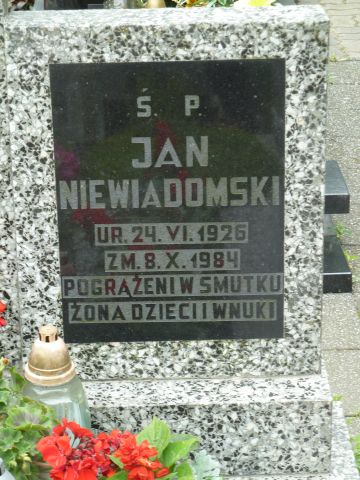 Ś P
JAN
NIEWIADOMSKI
UR. 24. VI. 1926
ZM. 8. X. 1984
POGRĄŻENI W SMUTKU
ŻONA DZIECI I WNUKI